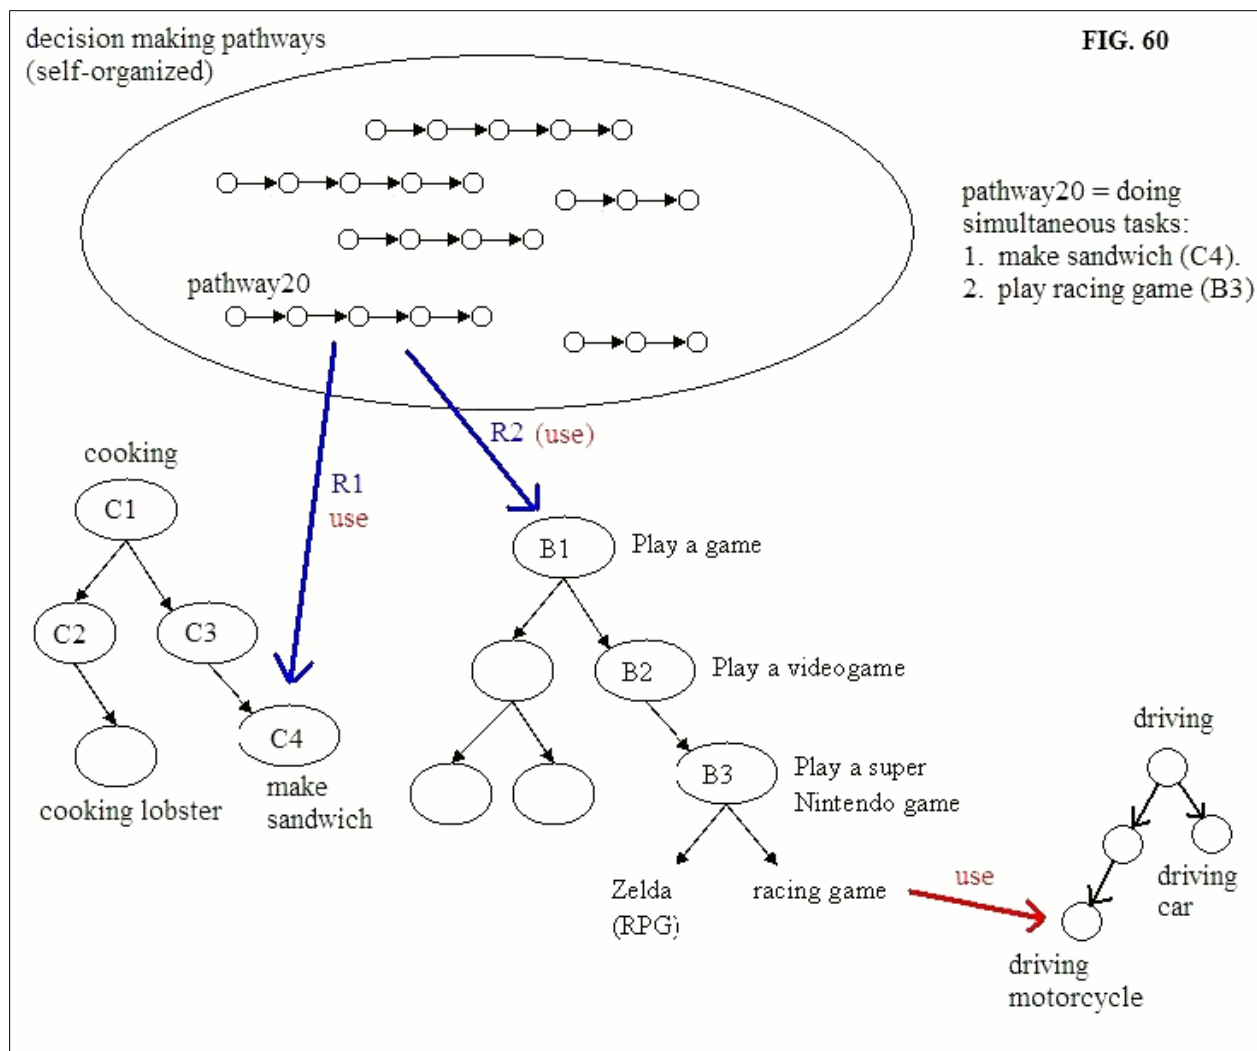 decision making pathways
(self-organized)
FIG. 60
pathway20 = doing
simultaneous tasks:
1. make sandwich (C4).
2. play racing game (B3)
pathway20
R2 (use)
R1
use
cooking
C1
C2
C3
C4
cooking lobster
make
sandwich
B1
Play a game
B2
Play a videogame
B3
Play a super
Nintendo game
Zelda
(RPG)
racing game
use
driving
driving
car
driving
motorcycle